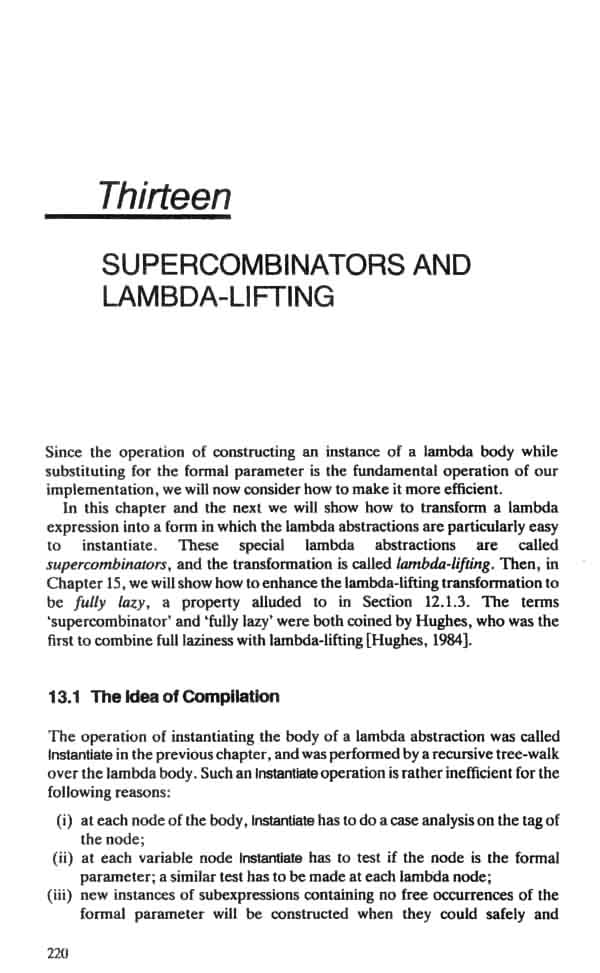 Thirteen
SUPERCOMBINATORS AND
LAMBDA-LIFTING
Since the operation of constructing an instance of a lambda body while
substituting for the formal parameter is the fundamental operation of our
implementation, we will now consider how to make it more efficient.
In this chapter and the next we will show how to transform a lambda
expression into a form in which the lambda abstractions are particularly easy
to instantiate. These special lambda abstractions are called
supercombinators, and the transformation is called lambda-lifting. Then, in
Chapter 15, we will show how to enhance the lambda-lifting transformation to
be fully lazy, a property alluded to in Section 12.1.3. The terms
‘supercombinator’ and ‘fully lazy’ were both coined by Hughes, who was the
first to combine full laziness with lambda-lifting [Hughes, 1984].
13.1 The Idea of Compilation
The operation of instantiating the body of a lambda abstraction was called
Instantiate in the previous chapter, and was performed by a recursive tree-walk
over the lambda body. Such an Instantiate operation is rather inefficient for the
following reasons:
(i) at each node of the body, Instantiate has to do a case analysis on the tag of
the node;
(ii) at each variable node Instantiate has to test if the node is the formal
parameter; a similar test has to be made at each lambda node;
(iii) new instances of subexpressions containing no free occurrences of the
formal parameter will be constructed when they could safely and
220